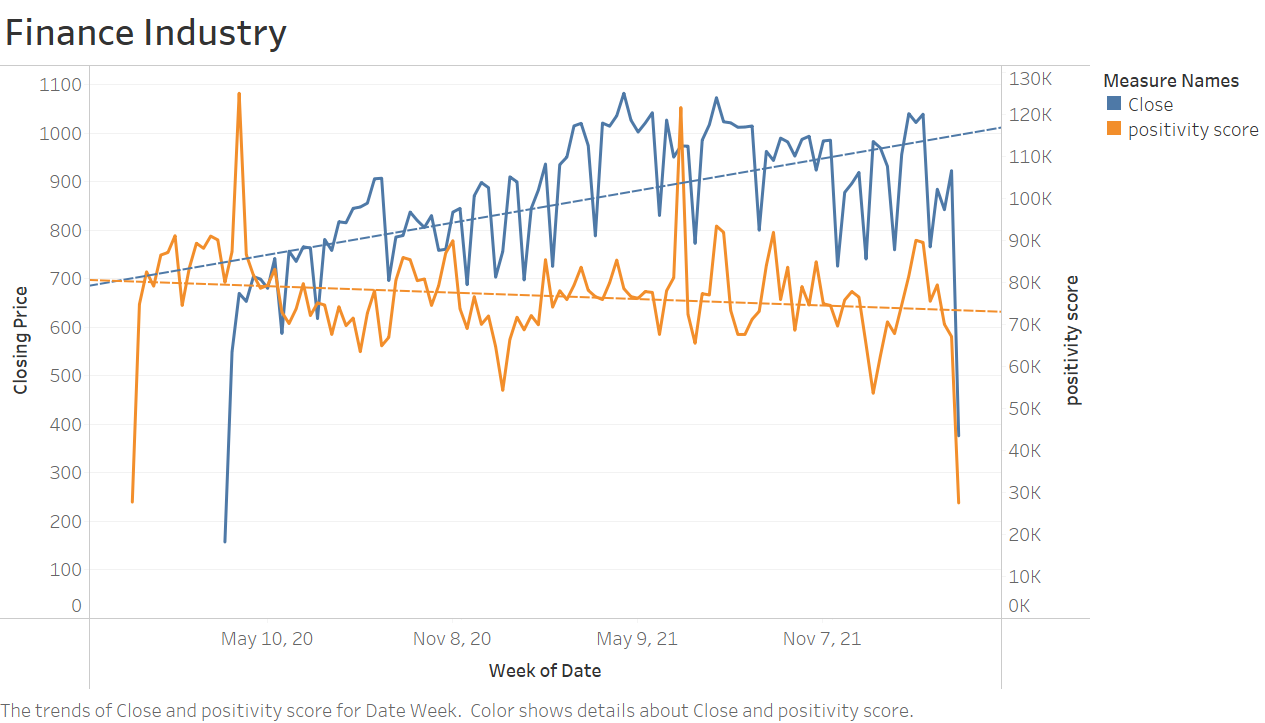 Finance Industry
1100
1000
900
800
700
600
500
400
300
200
100
0
Closing Price
130K
120K
110K
100K
90K
80K
70K
60K
50K
40K
30K
20K
10K
0K
positivity score
Measure Names
Close
positivity score
May 10, 20 Nov 8, 20 May 9, 21 Nov 7, 21
Week of Date
The trends of Close and positivity score for Date Week. Color shows details about Close and positivity score.